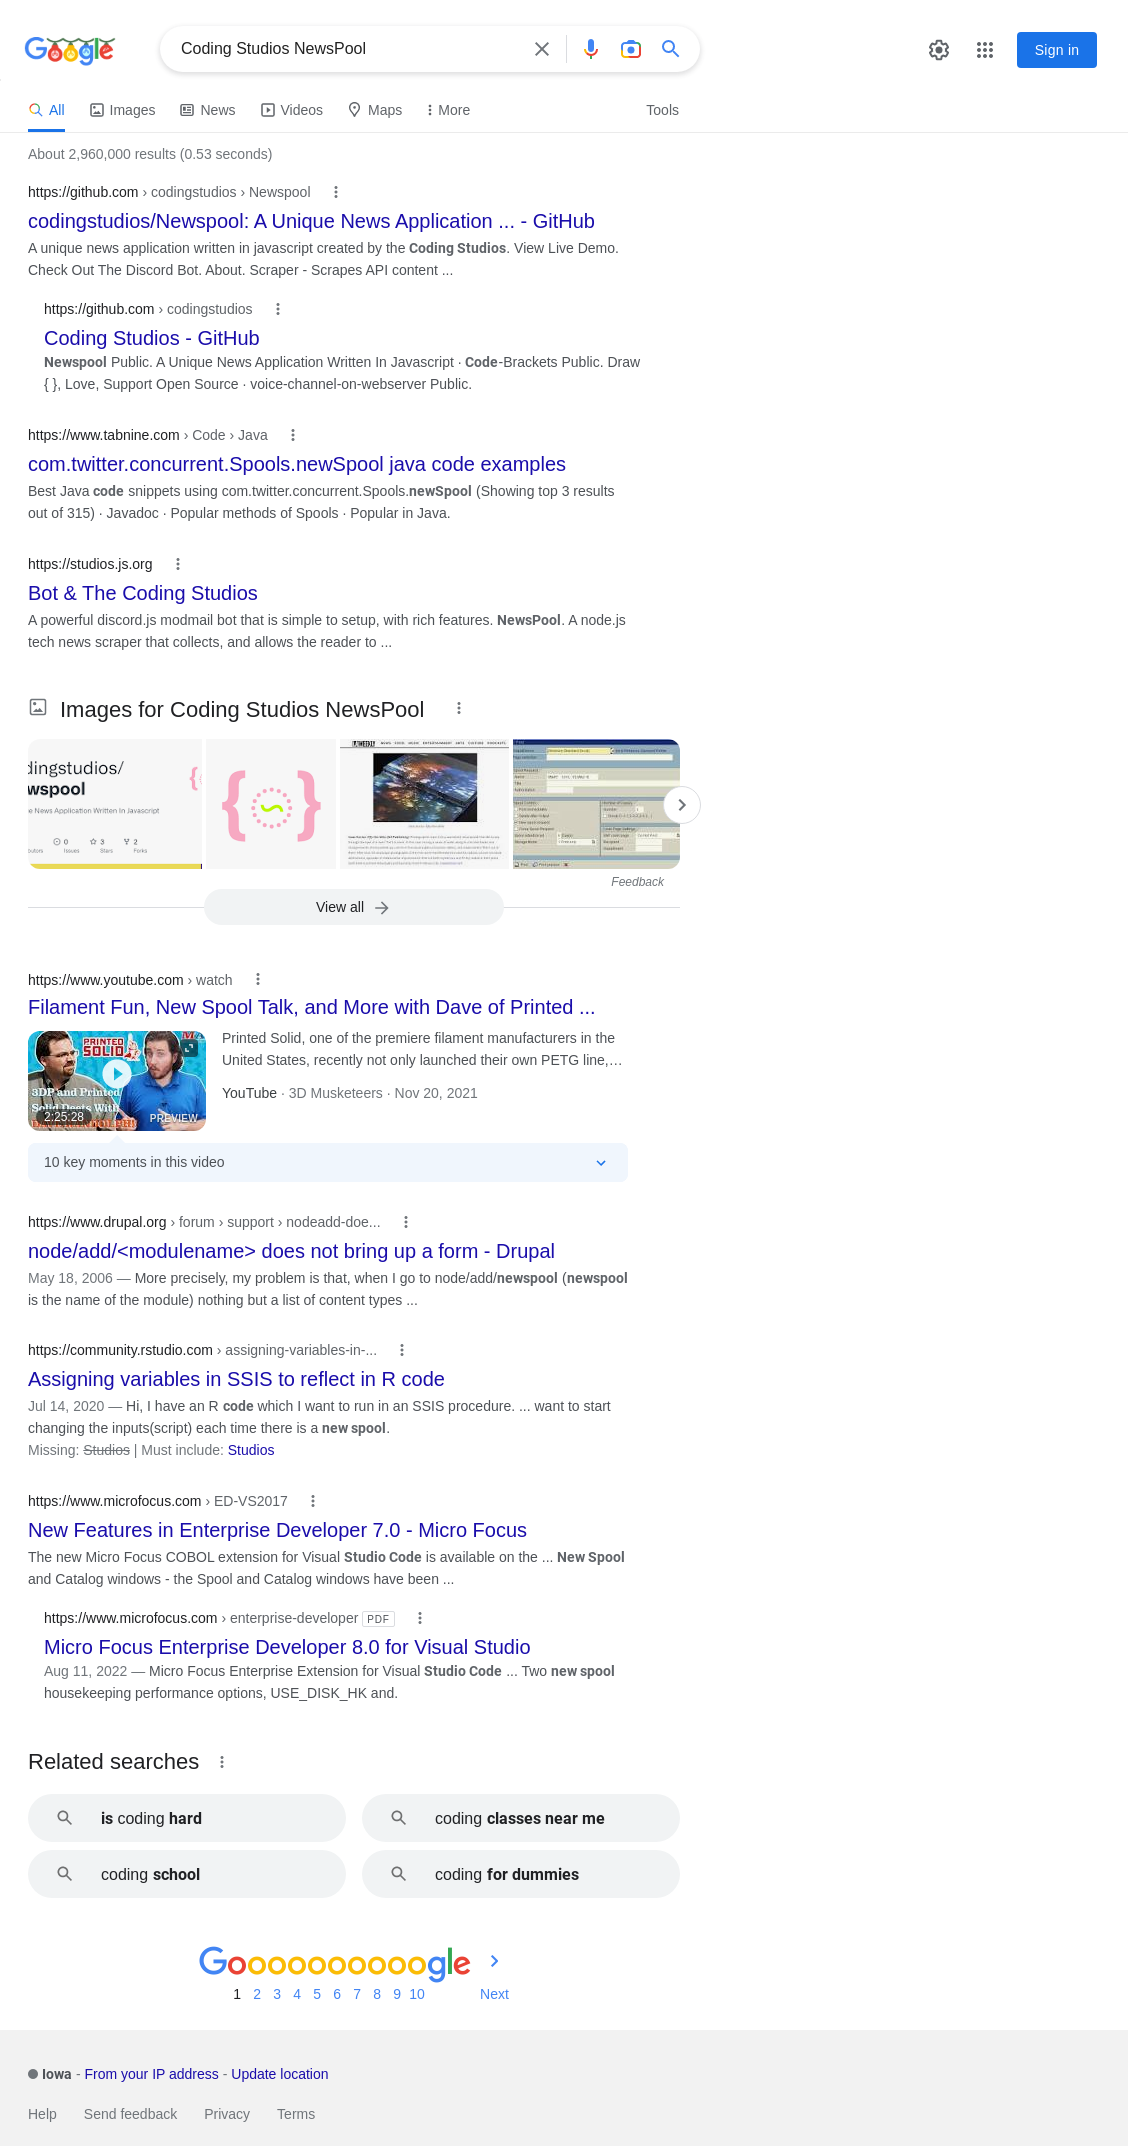 Google
Coding Studios NewsPool
Sign in
All Images News Videos Maps More Tools
About 2,960,000 results (0.53 seconds)
https://github.com › codingstudios › Newspool
codingstudios/Newspool: A Unique News Application ... - GitHub
A unique news application written in javascript created by the Coding Studios. View Live Demo.
Check Out The Discord Bot. About. Scraper - Scrapes API content ...
https://github.com › codingstudios
Coding Studios - GitHub
Newspool Public. A Unique News Application Written In Javascript · Code-Brackets Public. Draw
{ }, Love, Support Open Source · voice-channel-on-webserver Public.
https://www.tabnine.com › Code › Java
com.twitter.concurrent.Spools.newSpool java code examples
Best Java code snippets using com.twitter.concurrent.Spools.newSpool (Showing top 3 results
out of 315) · Javadoc · Popular methods of Spools · Popular in Java.
https://studios.js.org
Bot & The Coding Studios
A powerful discord.js modmail bot that is simple to setup, with rich features. NewsPool. A node.js
tech news scraper that collects, and allows the reader to ...
Images for Coding Studios NewsPool
dingstudios/
wspool
e News Application Written In Javascript
0 3 2
Issues Stars Forks
Feedback
View all
https://www.youtube.com › watch
Filament Fun, New Spool Talk, and More with Dave of Printed ...
PRINTED
SOLID
3DP and Printed
Solid Deets With
2:25:28
PREVIEW
Printed Solid, one of the premiere filament manufacturers in the
United States, recently not only launched their own PETG line,…
YouTube · 3D Musketeers · Nov 20, 2021
10 key moments in this video
https://www.drupal.org › forum › support › nodeadd-doe...
node/add/<modulename> does not bring up a form - Drupal
May 18, 2006 — More precisely, my problem is that, when I go to node/add/newspool (newspool
is the name of the module) nothing but a list of content types ...
https://community.rstudio.com › assigning-variables-in-...
Assigning variables in SSIS to reflect in R code
Jul 14, 2020 — Hi, I have an R code which I want to run in an SSIS procedure. ... want to start
changing the inputs(script) each time there is a new spool.
Missing: Studios | Must include: Studios
https://www.microfocus.com › ED-VS2017
New Features in Enterprise Developer 7.0 - Micro Focus
The new Micro Focus COBOL extension for Visual Studio Code is available on the ... New Spool
and Catalog windows - the Spool and Catalog windows have been ...
https://www.microfocus.com › enterprise-developer PDF
Micro Focus Enterprise Developer 8.0 for Visual Studio
Aug 11, 2022 — Micro Focus Enterprise Extension for Visual Studio Code ... Two new spool
housekeeping performance options, USE_DISK_HK and.
Related searches
is coding hard
coding classes near me
coding school
coding for dummies
Goooooooooogle
1 2 3 4 5 6 7 8 9 10 Next
Iowa - From your IP address - Update location
Help Send feedback Privacy Terms